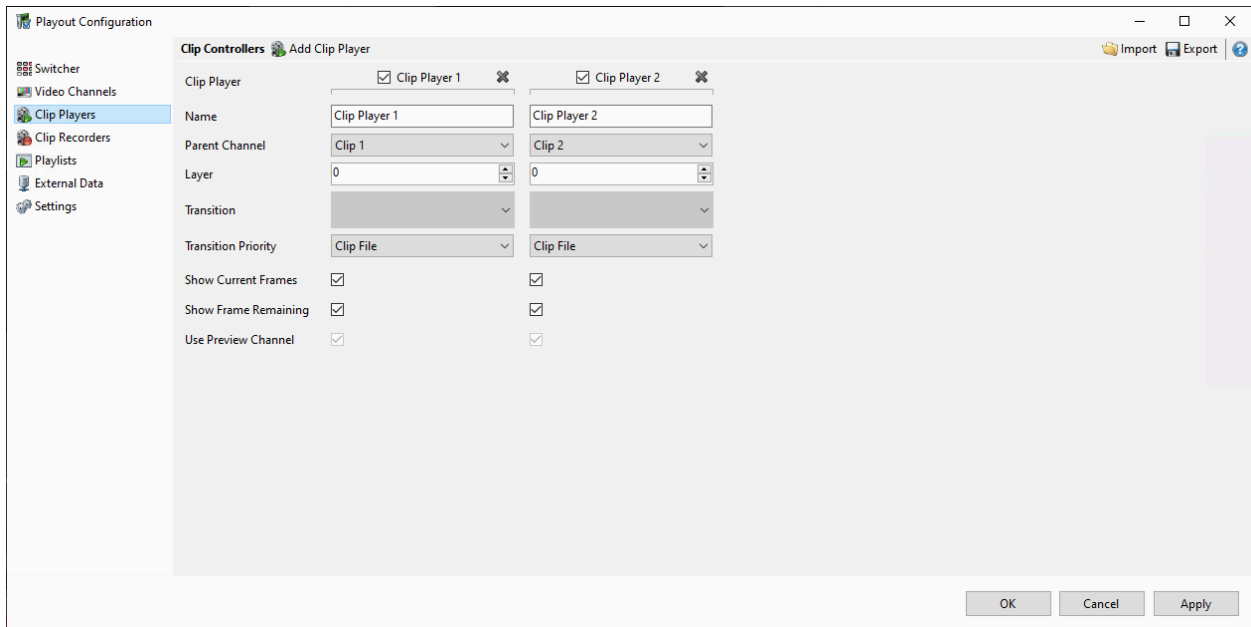 Playout Configuration
Clip Controllers Add Clip Player Import Export
Switcher
Video Channels
Clip Players
Clip Recorders
Playlists
External Data
Settings
Clip Player Clip Player 1 Clip Player 2
Name Clip Player 1 Clip Player 2
Parent Channel Clip 1 Clip 2
Layer 0 0
Transition
Transition Priority Clip File Clip File
Show Current Frames
Show Frame Remaining
Use Preview Channel
OK Cancel Apply